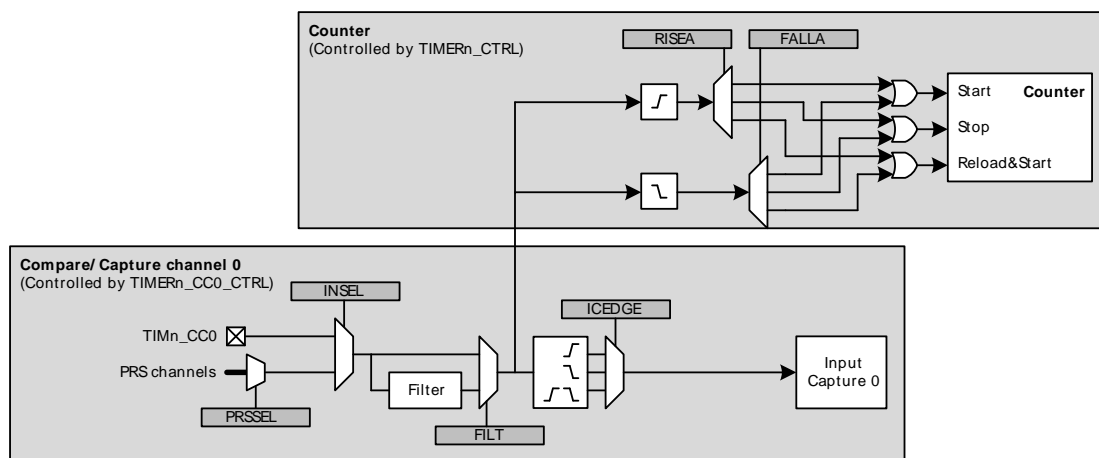 Counter
(Controlled by TIMERn_CTRL)
RISEA
FALLA
Start
Counter
Stop
Reload&Start
Compare/ Capture channel 0
(Controlled by TIMERn_CC0_CTRL)
INSEL
ICEDGE
TIMn_CC0
PRS channels
Filter
Input
Capture 0
PRSSEL
FILT